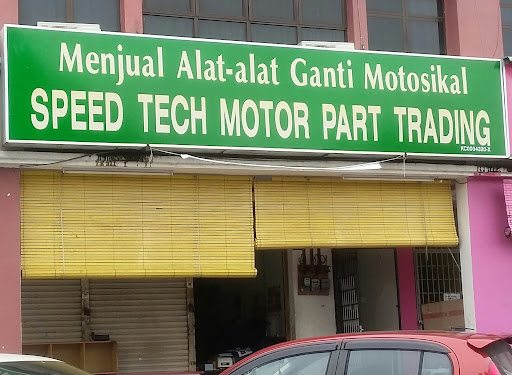 Menjual Alat-alat Ganti Motosikal
SPEED TECH MOTOR PART TRADING